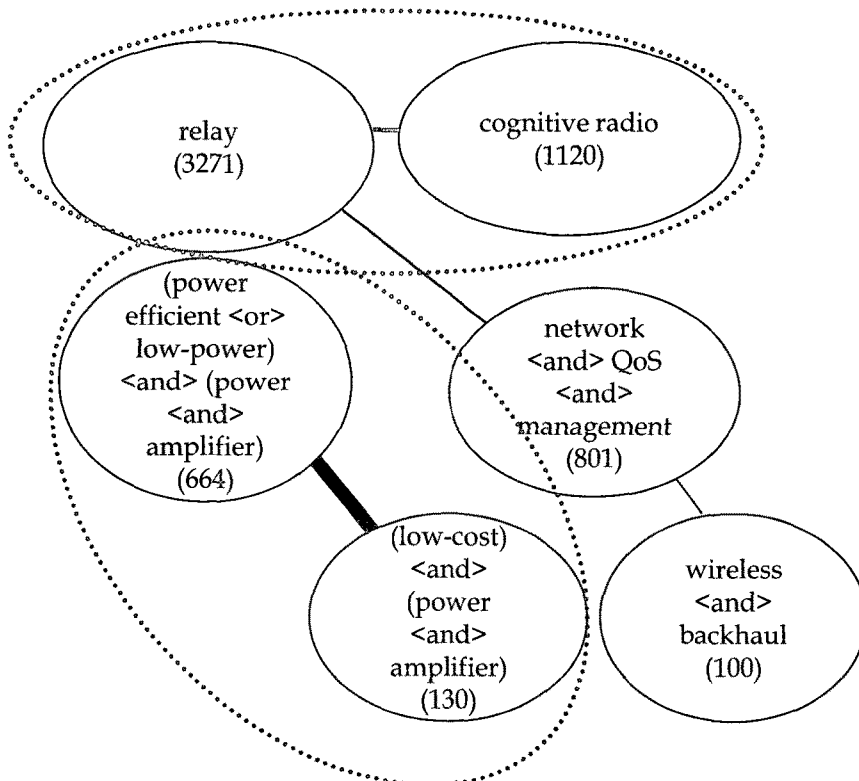 relay
(3271)
cognitive radio
(1120)
(power
efficient <or>
low-power)
<and> (power
<and>
amplifier)
(664)
network
<and> QoS
<and>
management
(801)
(low-cost)
<and>
(power
<and>
amplifier)
(130)
wireless
<and>
backhaul
(100)